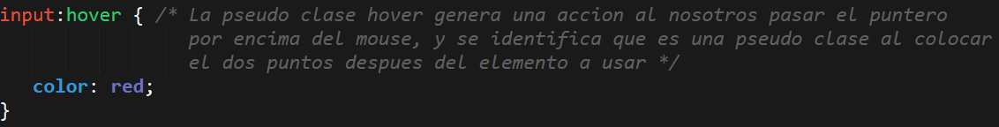 input:hover { /* La pseudo clase hover genera una accion al nosotros pasar el puntero
por encima del mouse, y se identifica que es una pseudo clase al colocar
el dos puntos despues del elemento a usar */
color: red;
}